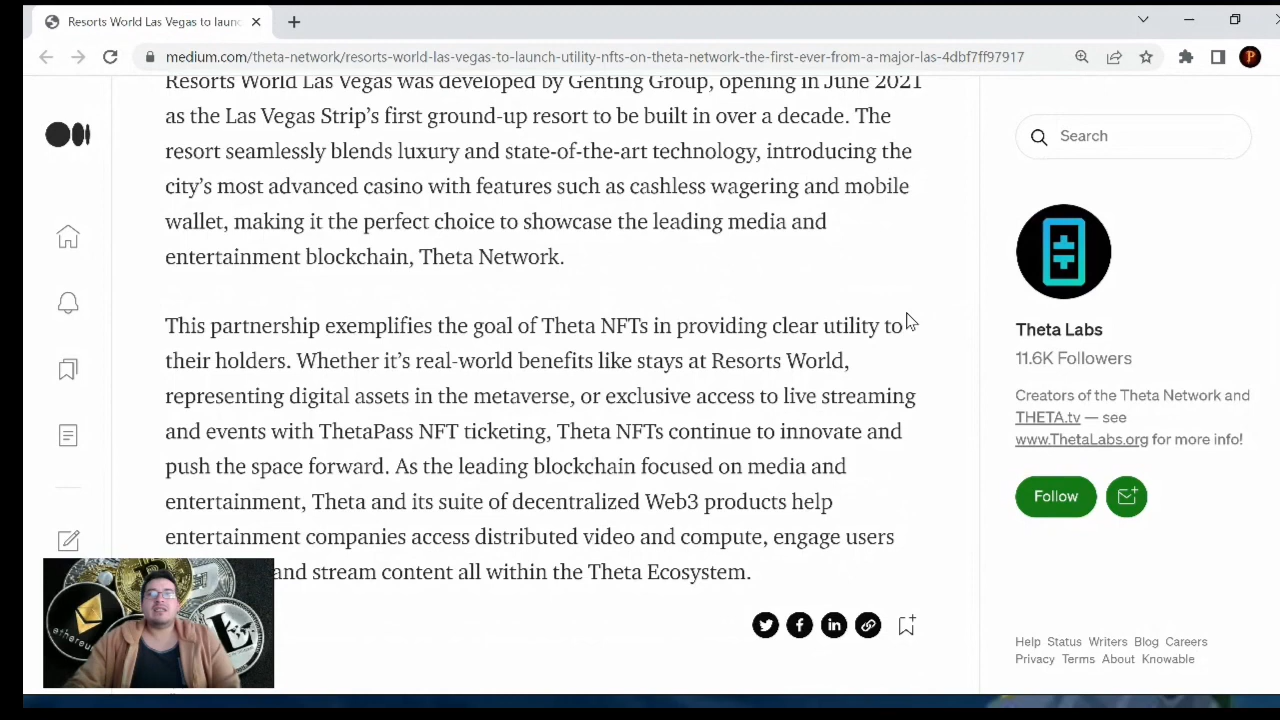 Resorts World Las Vegas to launc
medium.com/theta-network/resorts-world-las-vegas-to-launch-utility-nfts-on-theta-network-the-first-ever-from-a-major-las-4dbf7ff97917
P
Resorts World Las Vegas was developed by Genting Group, opening in June 2021
as the Las Vegas Strip’s first ground-up resort to be built in over a decade. The
resort seamlessly blends luxury and state-of-the-art technology, introducing the
city’s most advanced casino with features such as cashless wagering and mobile
wallet, making it the perfect choice to showcase the leading media and
entertainment blockchain, Theta Network.
This partnership exemplifies the goal of Theta NFTs in providing clear utility to
their holders. Whether it’s real-world benefits like stays at Resorts World,
representing digital assets in the metaverse, or exclusive access to live streaming
and events with ThetaPass NFT ticketing, Theta NFTs continue to innovate and
push the space forward. As the leading blockchain focused on media and
entertainment, Theta and its suite of decentralized Web3 products help
entertainment companies access distributed video and compute, engage users
and stream content all within the Theta Ecosystem.
Search
Theta Labs
11.6K Followers
Creators of the Theta Network and
THETA.tv — see
www.ThetaLabs.org for more info!
Follow
Help Status Writers Blog Careers
Privacy Terms About Knowable
ethereum